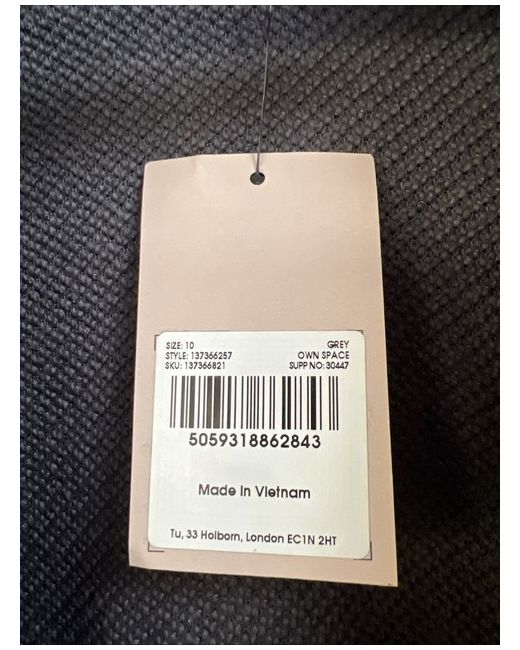 SIZE: 10 GREY
STYLE: 137366257 OWN SPACE
SKU: 137366821 SUPP NO: 30447
5059318862843
Made In Vietnam
Tu, 33 Holborn, London EC1N 2HT